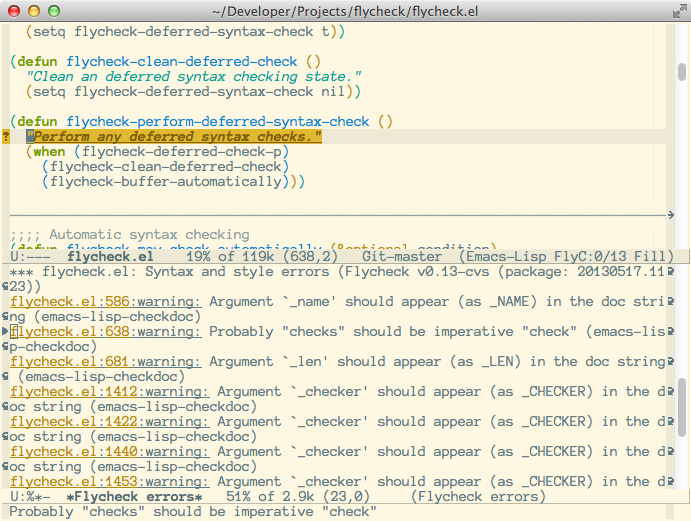 ~/Developer/Projects/flycheck/flycheck.el
(setq flycheck-deferred-syntax-check t))
(defun flycheck-clean-deferred-check ()
"Clean an deferred syntax checking state."
(setq flycheck-deferred-syntax-check nil))
(defun flycheck-perform-deferred-syntax-check ()
? "Perform any deferred syntax checks."
(when (flycheck-deferred-check-p)
(flycheck-clean-deferred-check)
(flycheck-buffer-automatically)))
;;;; Automatic syntax checking
(defun flycheck-may-check-automatically (&optional condition)
U:--- flycheck.el 19% of 119k (638,2) Git-master (Emacs-Lisp FlyC:0/13 Fill)
*** flycheck.el: Syntax and style errors (Flycheck v0.13-cvs (package: 20130517.11
23))
flycheck.el:586:warning: Argument `_name' should appear (as _NAME) in the doc stri
ng (emacs-lisp-checkdoc)
flycheck.el:638:warning: Probably "checks" should be imperative "check" (emacs-lis
p-checkdoc)
flycheck.el:681:warning: Argument `_len' should appear (as _LEN) in the doc string
(emacs-lisp-checkdoc)
flycheck.el:1412:warning: Argument `_checker' should appear (as _CHECKER) in the d
oc string (emacs-lisp-checkdoc)
flycheck.el:1422:warning: Argument `_checker' should appear (as _CHECKER) in the d
oc string (emacs-lisp-checkdoc)
flycheck.el:1440:warning: Argument `_checker' should appear (as _CHECKER) in the d
oc string (emacs-lisp-checkdoc)
flycheck.el:1453:warning: Argument `_checker' should appear (as _CHECKER) in the d
U:%*- *Flycheck errors* 51% of 2.9k (23,0) (Flycheck errors)
Probably "checks" should be imperative "check"